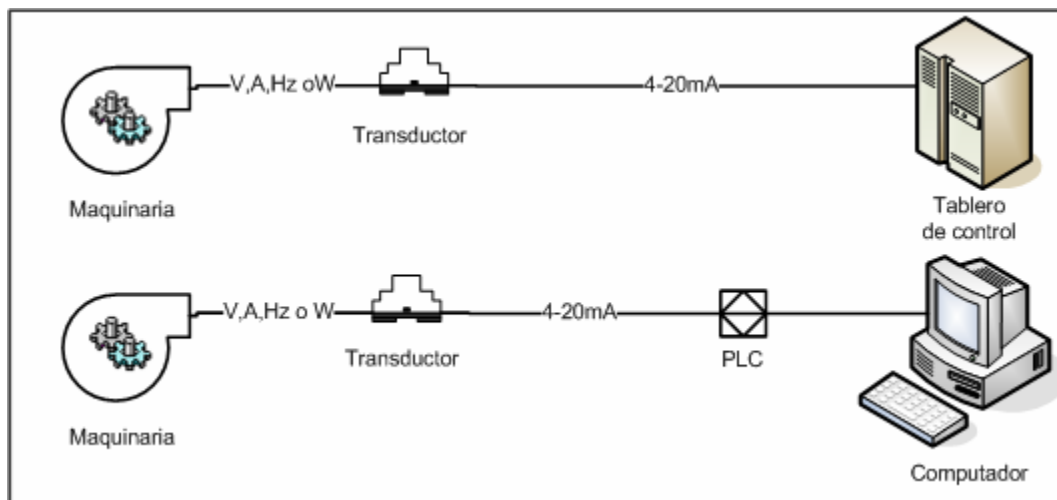 V,A,Hz oW
4-20mA
Transductor
Maquinaria
Tablero
de control
V,A,Hz o W
4-20mA
Transductor
PLC
Maquinaria
Computador